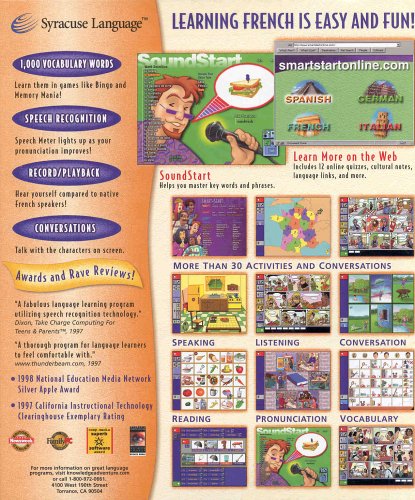 Syracuse Language™
LEARNING FRENCH IS EASY AND FUN!
1,000 VOCABULARY WORDS
Learn them in games like Bingo and
Memory Mania!
SPEECH RECOGNITION
Speech Meter lights up as your
pronunciation improves!
RECORD/PLAYBACK
Hear yourself compared to native
French speakers!
CONVERSATIONS
Talk with the characters on screen.
Awards and Rave Reviews!
"A fabulous language learning program
utilizing speech recognition technology."
Dixon, Take Charge Computing For
Teens & Parents™, 1997
"A thorough program for language learners
to feel comfortable with."
www.thunderbeam.com, 1997
• 1998 National Education Media Network
Silver Apple Award
• 1997 California Instructional Technology
Clearinghouse Exemplary Rating
Newsweek
FamilyPC
superb
software
For more information on great language
programs, visit knowledgeadventure.com
or call 1-800-872-0861.
4100 West 190th Street
Torrance, CA 90504
SoundStart
smartstartonline.com
SPANISH
GERMAN
FRENCH
ITALIAN
SoundStart
Helps you master key words and phrases.
Learn More on the Web
Includes 12 online quizzes, cultural notes,
language links, and more.
MORE THAN 30 ACTIVITIES AND CONVERSATIONS
SPEAKING
LISTENING
CONVERSATION
READING
PRONUNCIATION
VOCABULARY
SoundStart